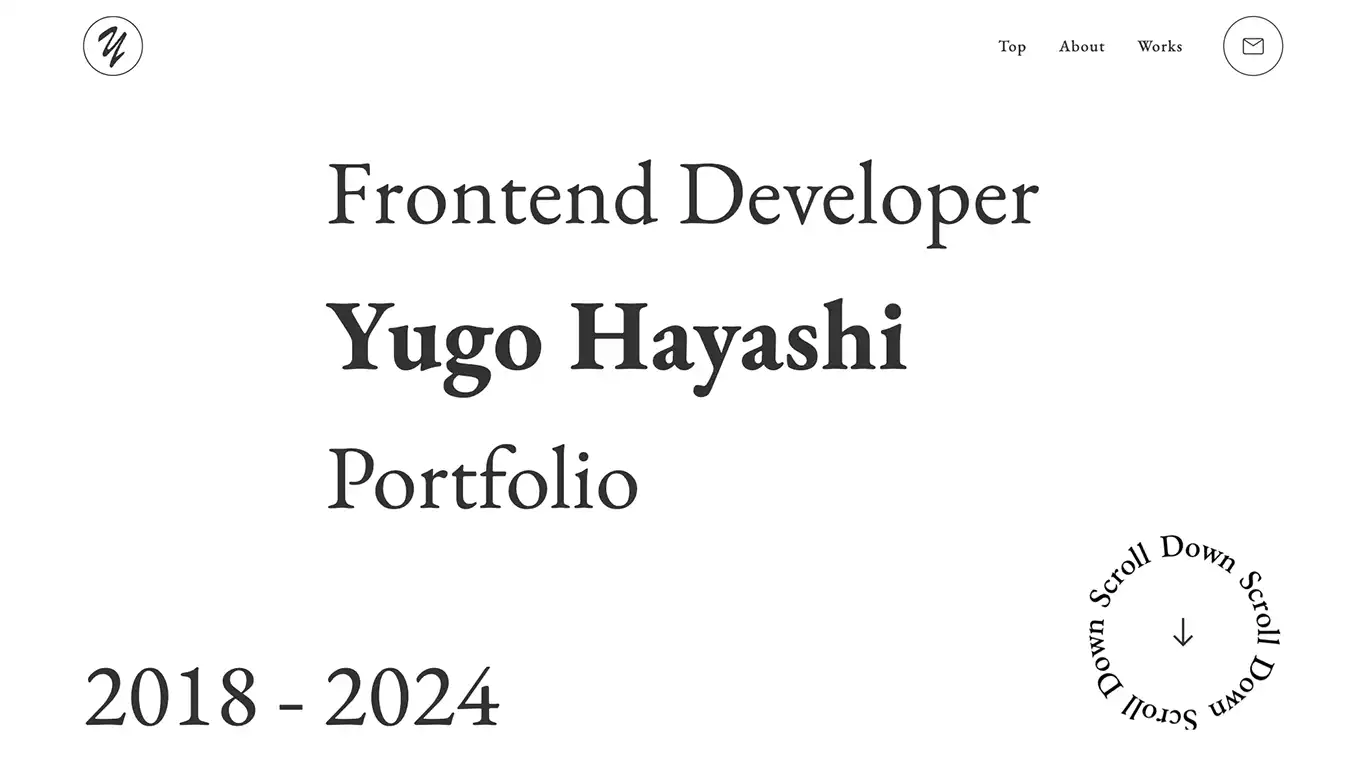 Y
Top About Works
Frontend Developer
Yugo Hayashi
Portfolio
Scroll Down Scroll Down Scroll Down
2018 - 2024